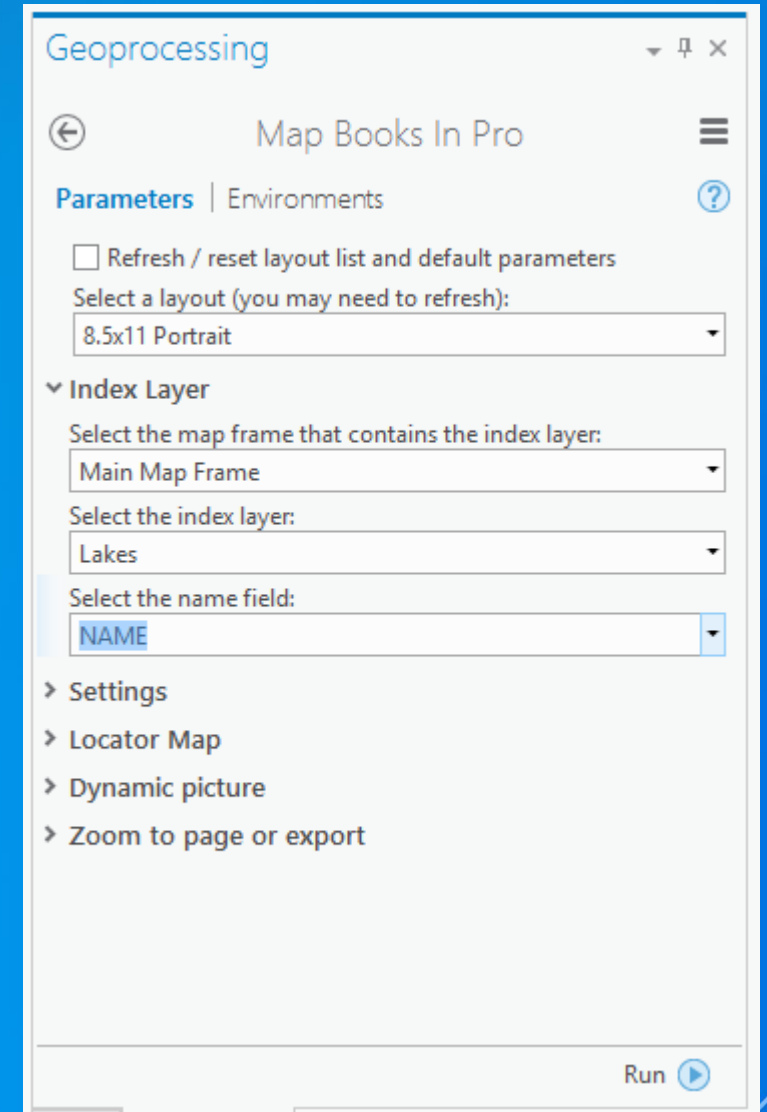 Geoprocessing
Map Books In Pro
Parameters | Environments
Refresh / reset layout list and default parameters
Select a layout (you may need to refresh):
8.5x11 Portrait
Index Layer
Select the map frame that contains the index layer:
Main Map Frame
Select the index layer:
Lakes
Select the name field:
NAME
Settings
Locator Map
Dynamic picture
Zoom to page or export
Run